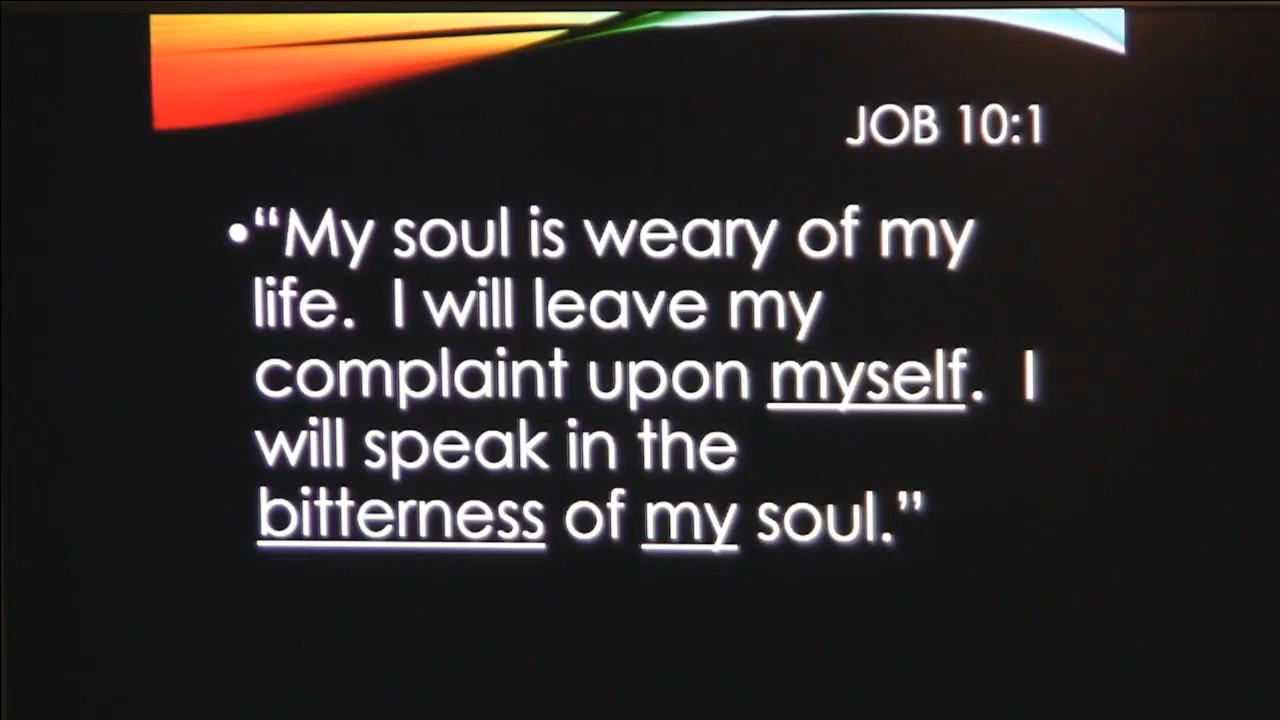 JOB 10:1
•“My soul is weary of my
life.  I will leave my
complaint upon myself.  I
will speak in the
bitterness of my soul.”